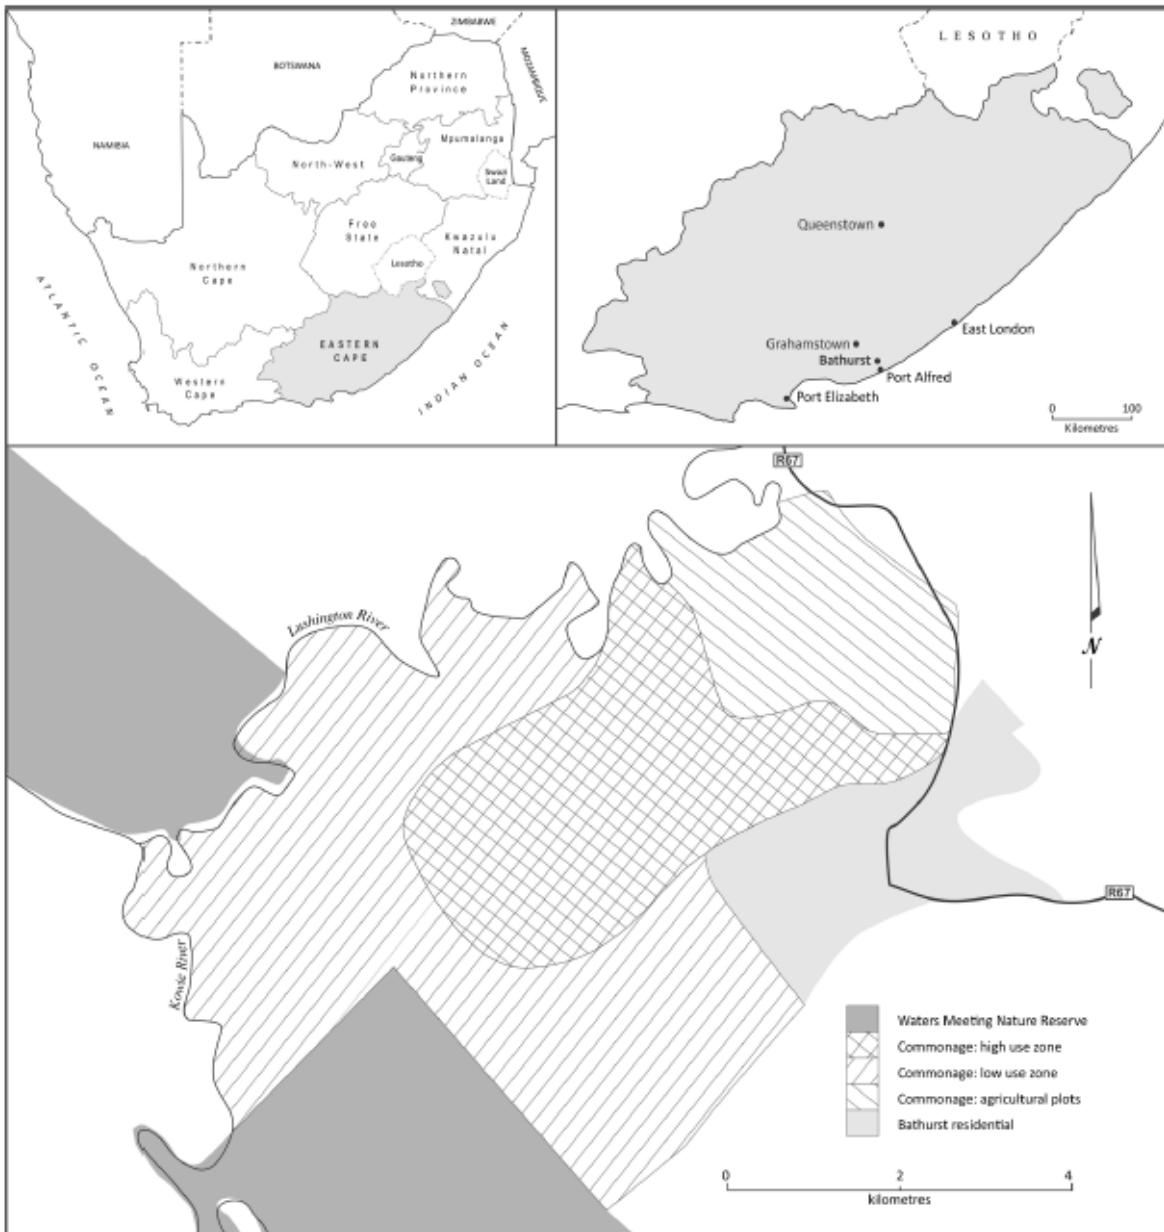 ZIMBABWE
BOTSWANA
MOZAMBIQUE
Northern
Province
NAMIBIA
Mpumalanga
North-West
Gauteng
Swazi
Land
Free
State
Kwazulu
Natal
Lesotho
Northern
Cape
ATLANTIC OCEAN
EASTERN
CAPE
INDIAN OCEAN
Western
Cape
LESOTHO
Queenstown
East London
Grahamstown
Bathurst
Port Alfred
Port Elizabeth
0 100
Kilometres
R67
Lushington River
N
R67
Kowie River
Waters Meeting Nature Reserve
Commonage: high use zone
Commonage: low use zone
Commonage: agricultural plots
Bathurst residential
0 2 4
kilometres